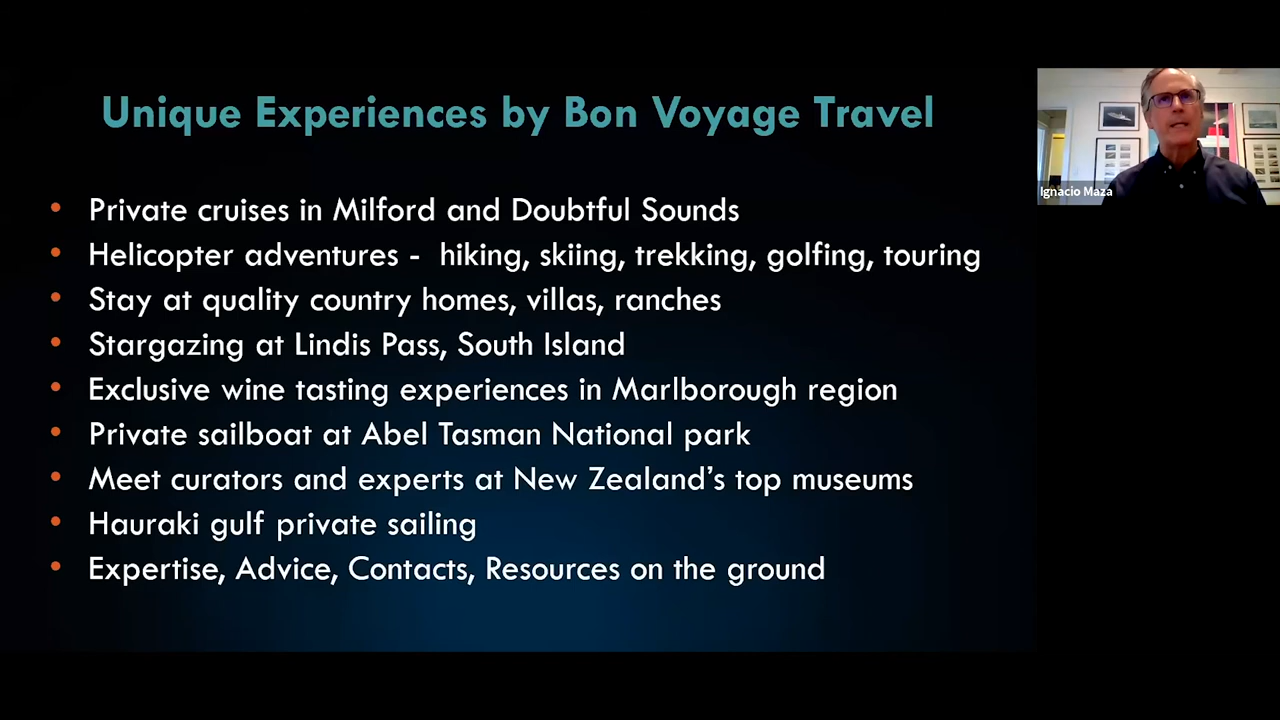 Unique Experiences by Bon Voyage Travel
• Private cruises in Milford and Doubtful Sounds
• Helicopter adventures -  hiking, skiing, trekking, golfing, touring
• Stay at quality country homes, villas, ranches
• Stargazing at Lindis Pass, South Island
• Exclusive wine tasting experiences in Marlborough region
• Private sailboat at Abel Tasman National park
• Meet curators and experts at New Zealand’s top museums
• Hauraki gulf private sailing
• Expertise, Advice, Contacts, Resources on the ground
Ignacio Maza